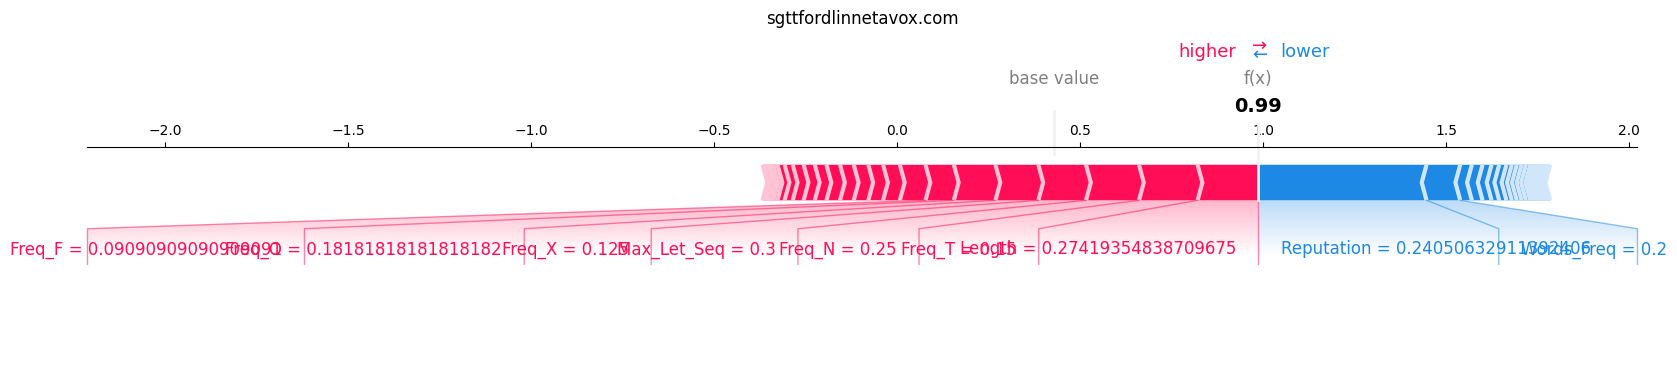 sgttfordlinnetavox.com
higher ⇄ lower
base value f(x)
0.99
-2.0 -1.5 -1.0 -0.5 0.0 0.5 1.0 1.5 2.0
Freq_F = 0.09090909090909091 Freq_O = 0.18181818181818182 Freq_X = 0.125 Max_Let_Seq = 0.3 Freq_N = 0.25 Freq_T = 0.15 Length = 0.27419354838709675 Reputation = 0.24050632911392406 Words_Freq = 0.2